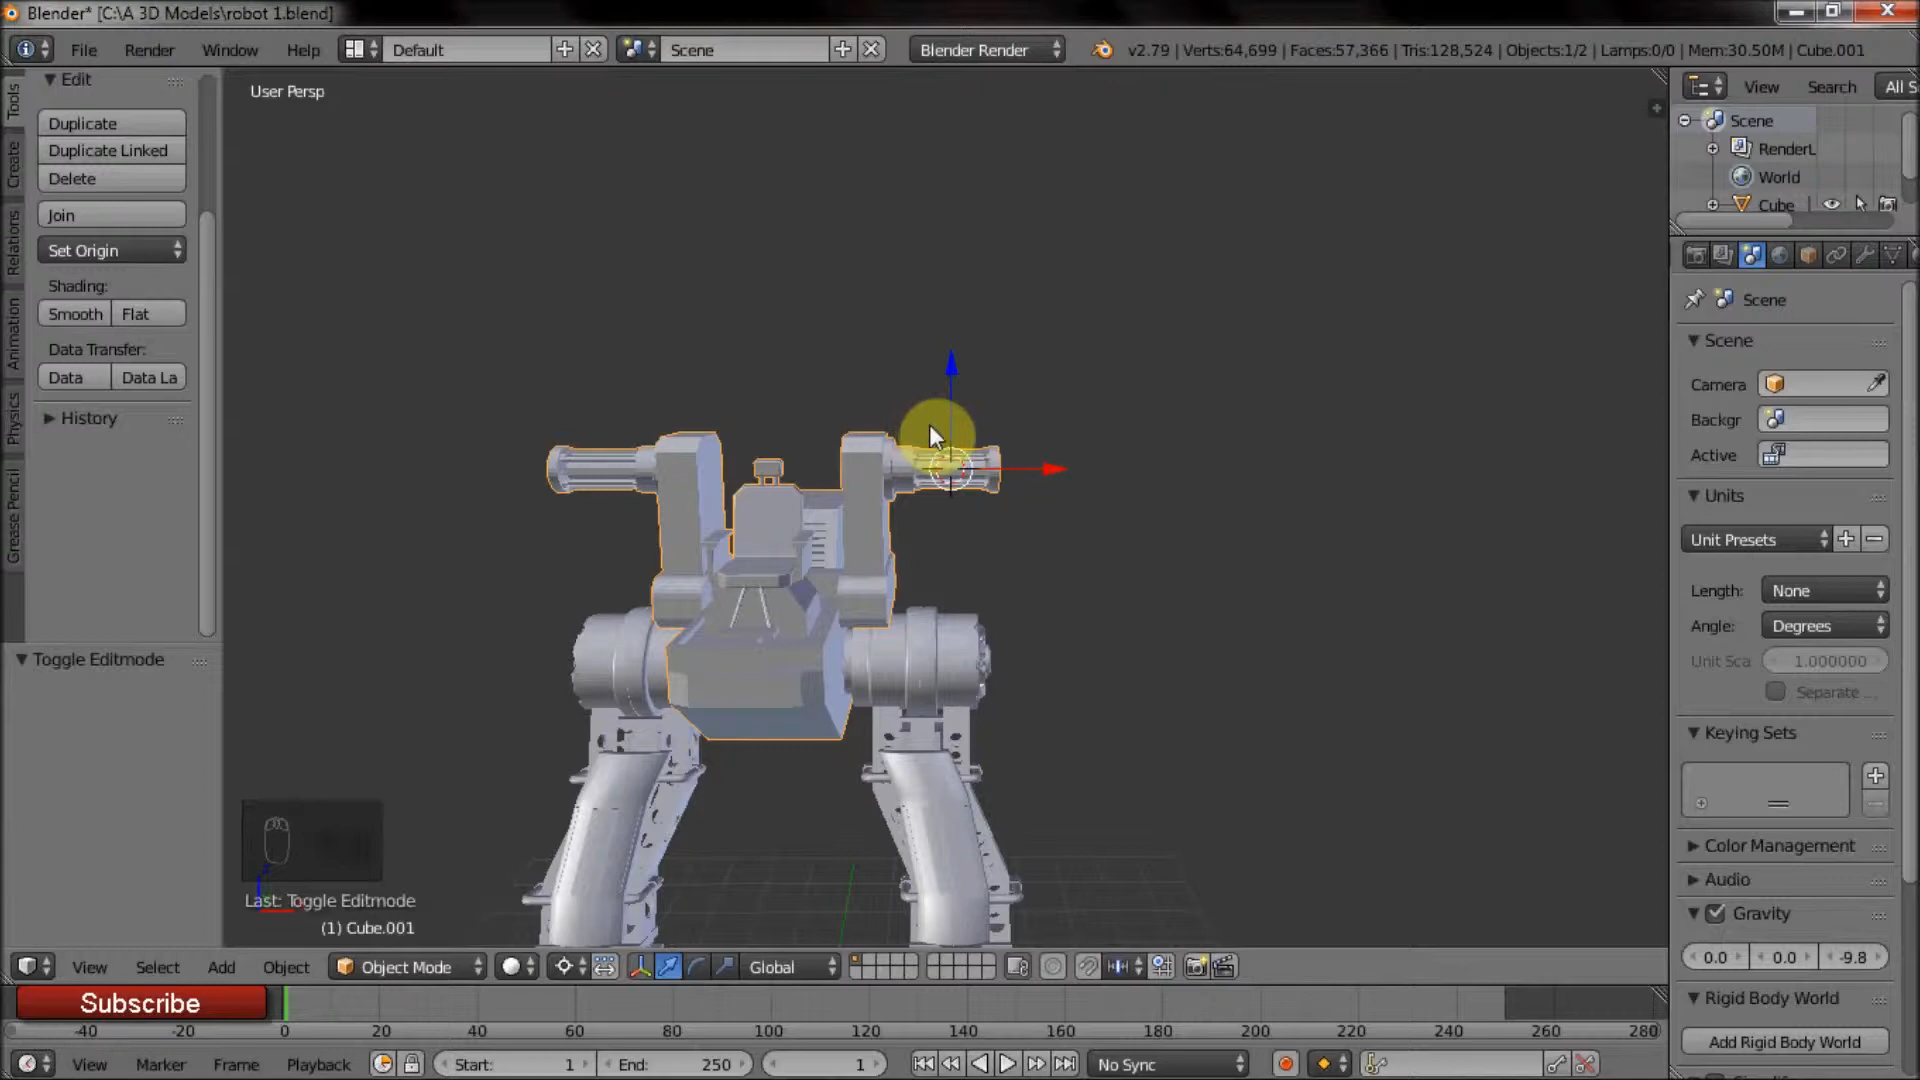 Blender* [C:\A 3D Models\robot 1.blend]
File Render Window Help Default Scene Blender Render v2.79 | Verts:64,699 | Faces:57,366 | Tris:128,524 | Objects:1/2 | Lamps:0/0 | Mem:30.50M | Cube.001
Tools
Create
Relations
Animation
Physics
Grease Pencil
Edit
Duplicate
Duplicate Linked
Delete
Join
Set Origin
Shading:
Smooth Flat
Data Transfer:
Data Data La
History
Toggle Editmode
User Persp
Last: Toggle Editmode
(1) Cube.001
View Search All S
Scene
RenderL
World
Cube
Scene
Scene
Camera
Backgr
Active
Units
Unit Presets
Length: None
Angle: Degrees
Unit Sca 1.000000
Separate ...
Keying Sets
Color Management
Audio
Gravity
0.0 0.0 -9.8
Rigid Body World
Add Rigid Body World
View Select Add Object Object Mode Global
Subscribe
-40 -20 0 20 40 60 80 100 120 140 160 180 200 220 240 260 280
View Marker Frame Playback Start: 1 End: 250 1 No Sync